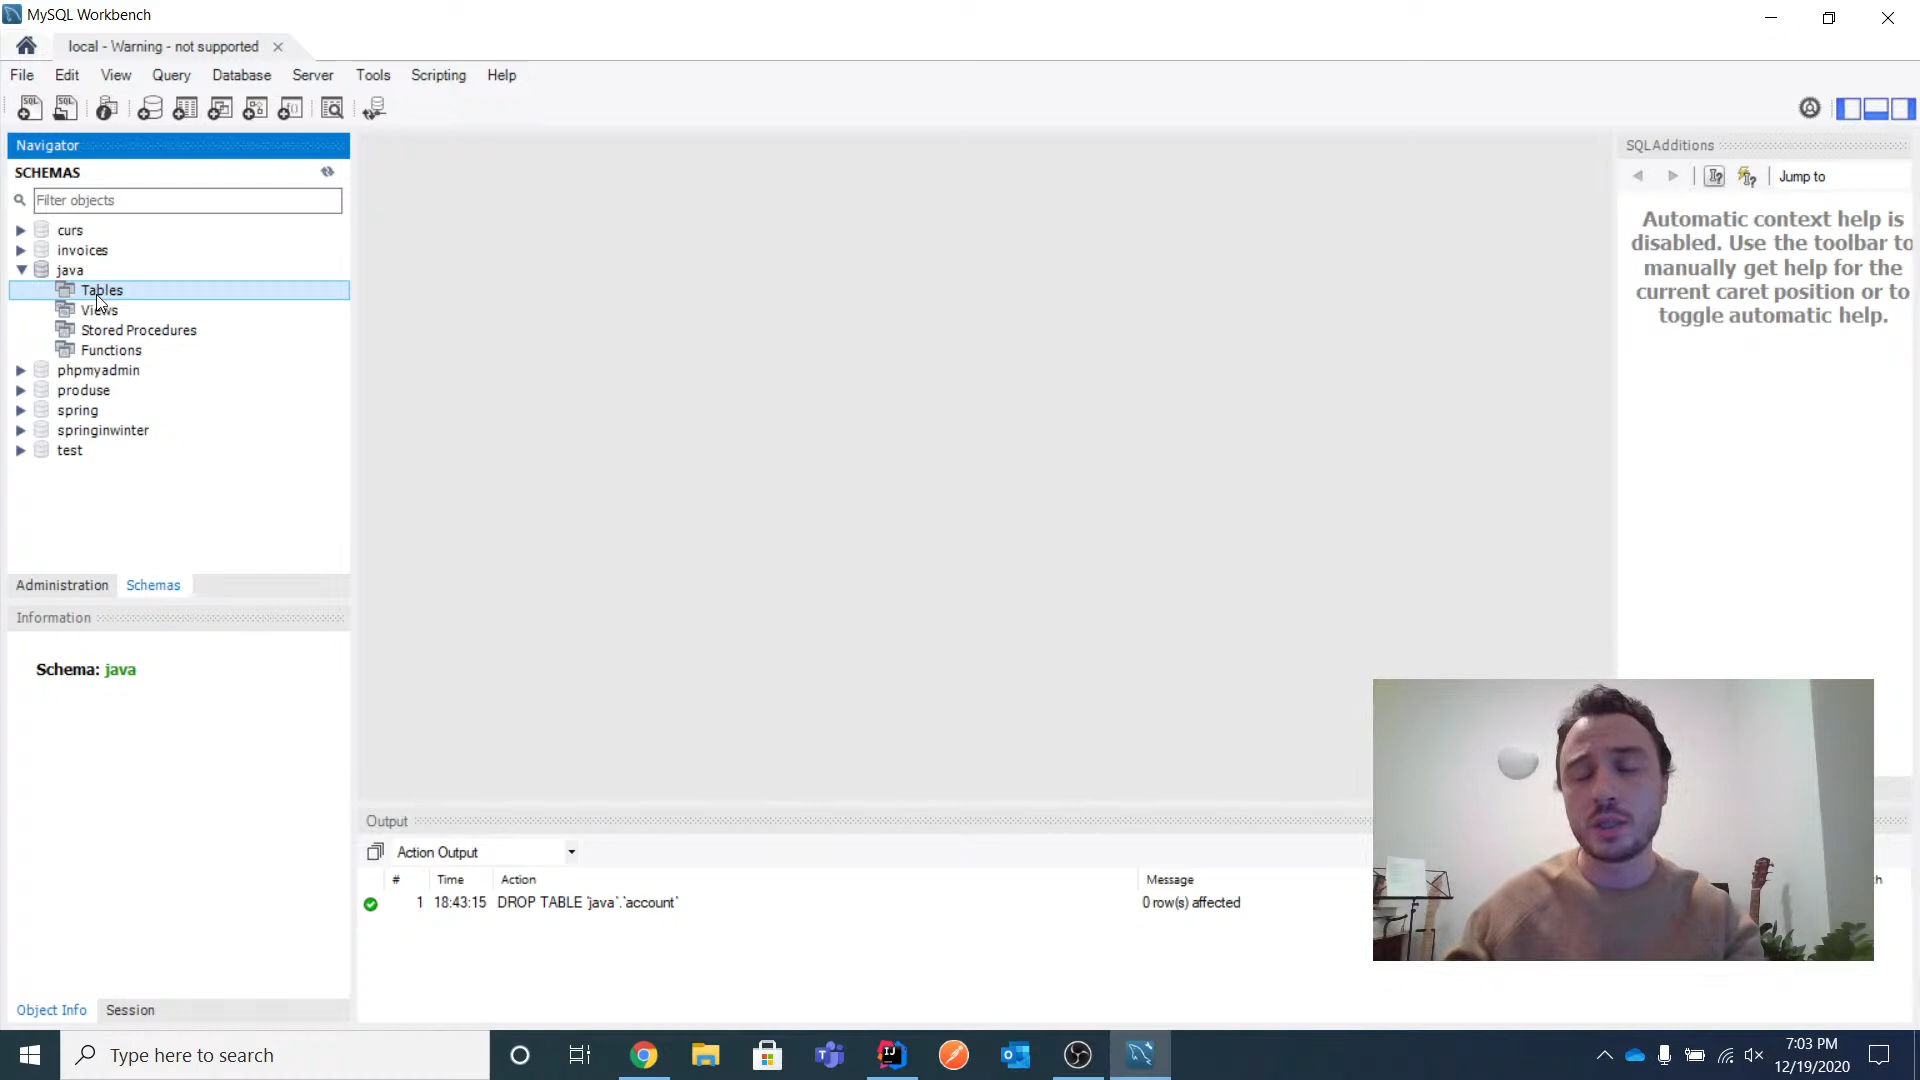 MySQL Workbench
local - Warning - not supported
File Edit View Query Database Server Tools Scripting Help
Navigator
SCHEMAS
Filter objects
curs
invoices
java
Tables
Views
Stored Procedures
Functions
phpmyadmin
produse
spring
springinwinter
test
Administration Schemas
Information
Schema: java
Object Info Session
SQLAdditions
Jump to
Automatic context help is
disabled. Use the toolbar to
manually get help for the
current caret position or to
toggle automatic help.
Output
Action Output
# Time Action Message
1 18:43:15 DROP TABLE `java`.`account` 0 row(s) affected
Type here to search
7:03 PM
12/19/2020